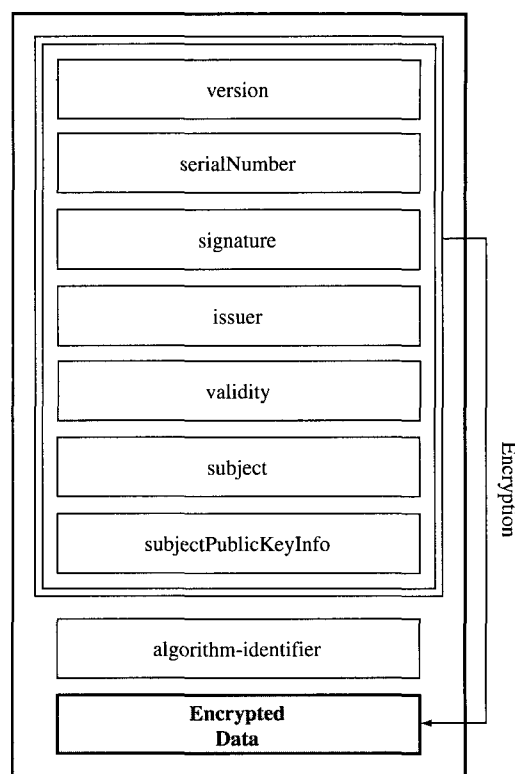 version
serialNumber
signature
issuer
validity
subject
subjectPublicKeyInfo
algorithm-identifier
Encrypted
Data
Encryption